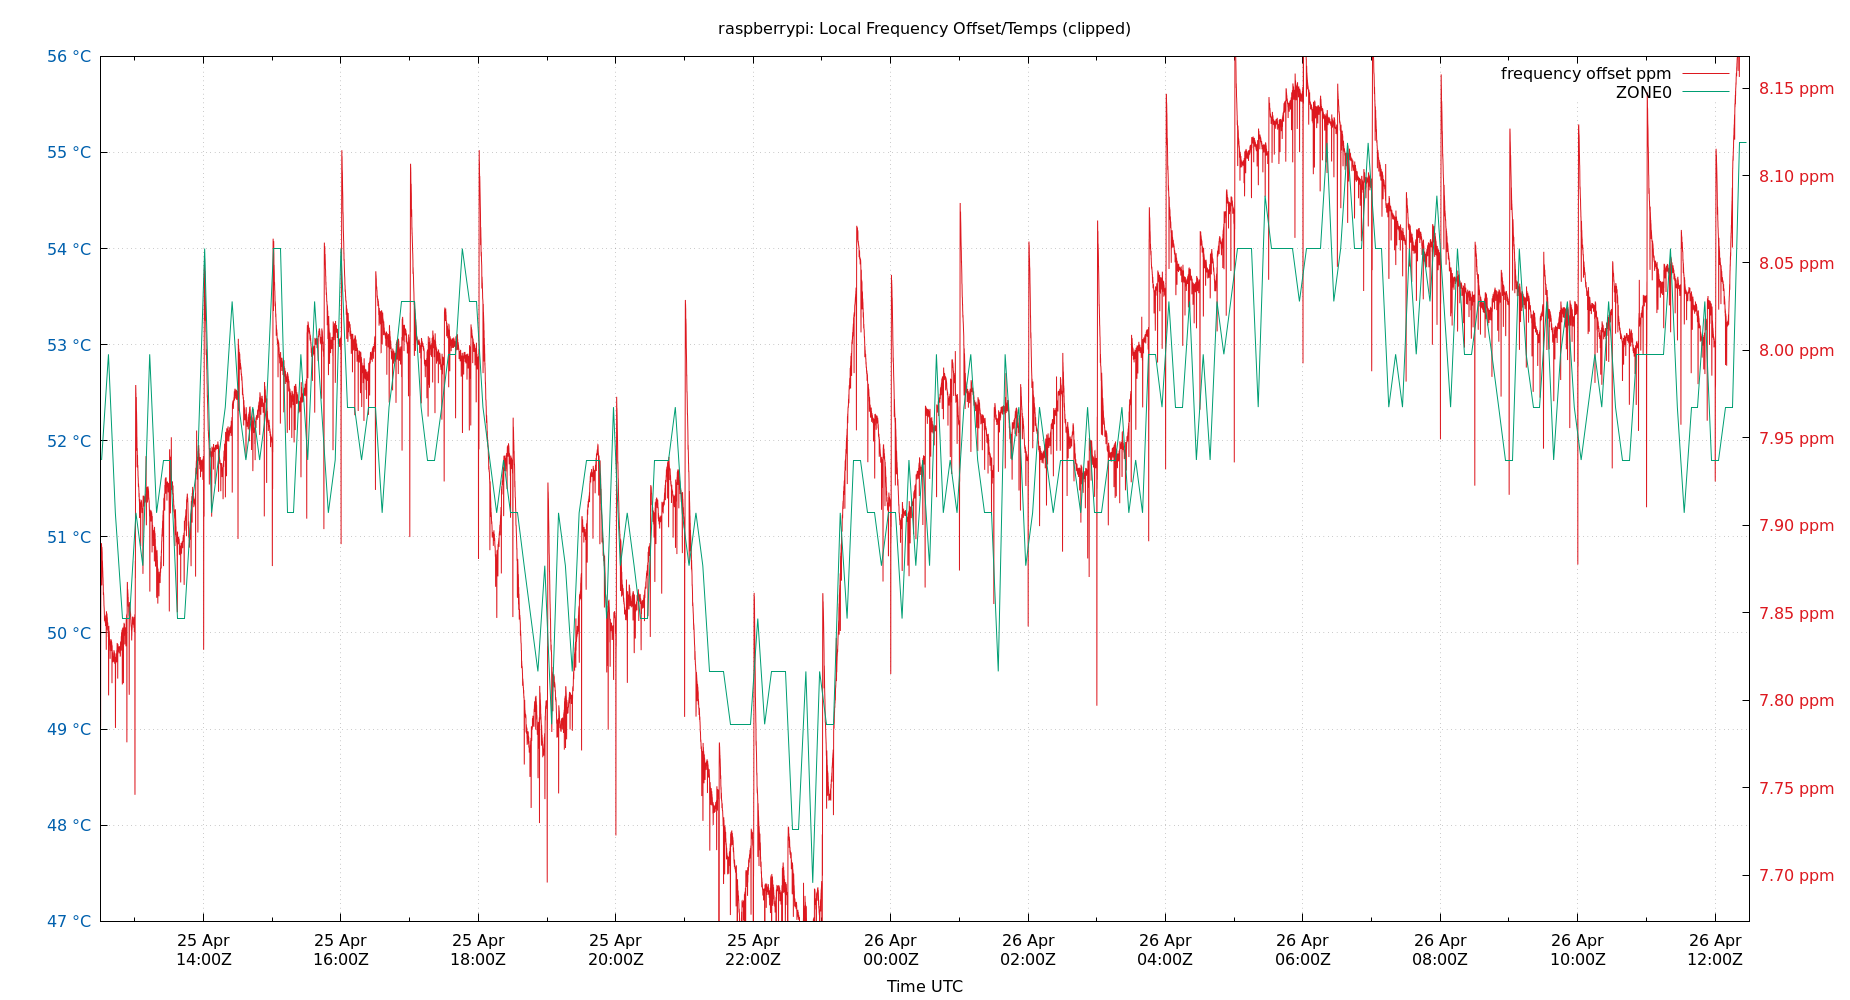 raspberrypi: Local Frequency Offset/Temps (clipped)
56 °C
55 °C
54 °C
53 °C
52 °C
51 °C
50 °C
49 °C
48 °C
47 °C
frequency offset ppm
ZONE0
8.15 ppm
8.10 ppm
8.05 ppm
8.00 ppm
7.95 ppm
7.90 ppm
7.85 ppm
7.80 ppm
7.75 ppm
7.70 ppm
25 Apr 25 Apr 25 Apr 25 Apr 25 Apr 26 Apr 26 Apr 26 Apr 26 Apr 26 Apr 26 Apr 26 Apr
14:00Z 16:00Z 18:00Z 20:00Z 22:00Z 00:00Z 02:00Z 04:00Z 06:00Z 08:00Z 10:00Z 12:00Z
Time UTC